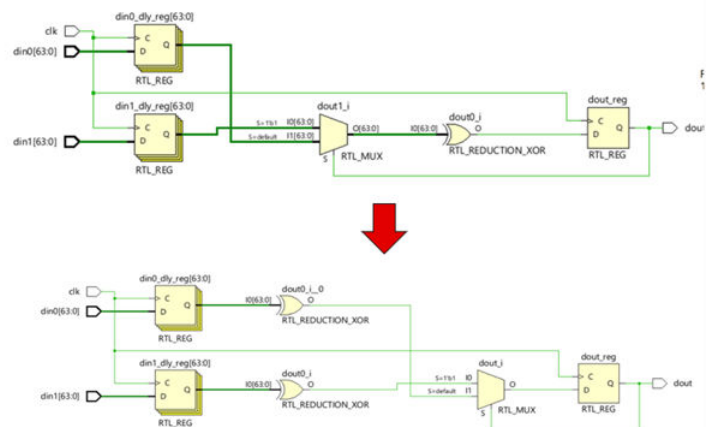 din0_dly_reg[63:0]
clk
C
din0[63:0]
D
Q
RTL_REG
din1_dly_reg[63:0]
dout1_i
C
Q
D
din1[63:0]
RTL_REG
S=1'b1
I0[63:0]
S=default
I1[63:0]
O[63:0]
S
RTL_MUX
dout0_i
I0[63:0]
O
RTL_REDUCTION_XOR
dout_reg
C
Q
D
RTL_REG
dout
F
1
din0_dly_reg[63:0]
clk
C
din0[63:0]
D
Q
RTL_REG
dout0_i__0
I0[63:0]
O
RTL_REDUCTION_XOR
din1_dly_reg[63:0]
C
Q
D
din1[63:0]
RTL_REG
dout0_i
I0[63:0]
O
RTL_REDUCTION_XOR
dout_i
S=1'b1
I0
S=default
I1
O
S
RTL_MUX
dout_reg
C
Q
D
RTL_REG
dout